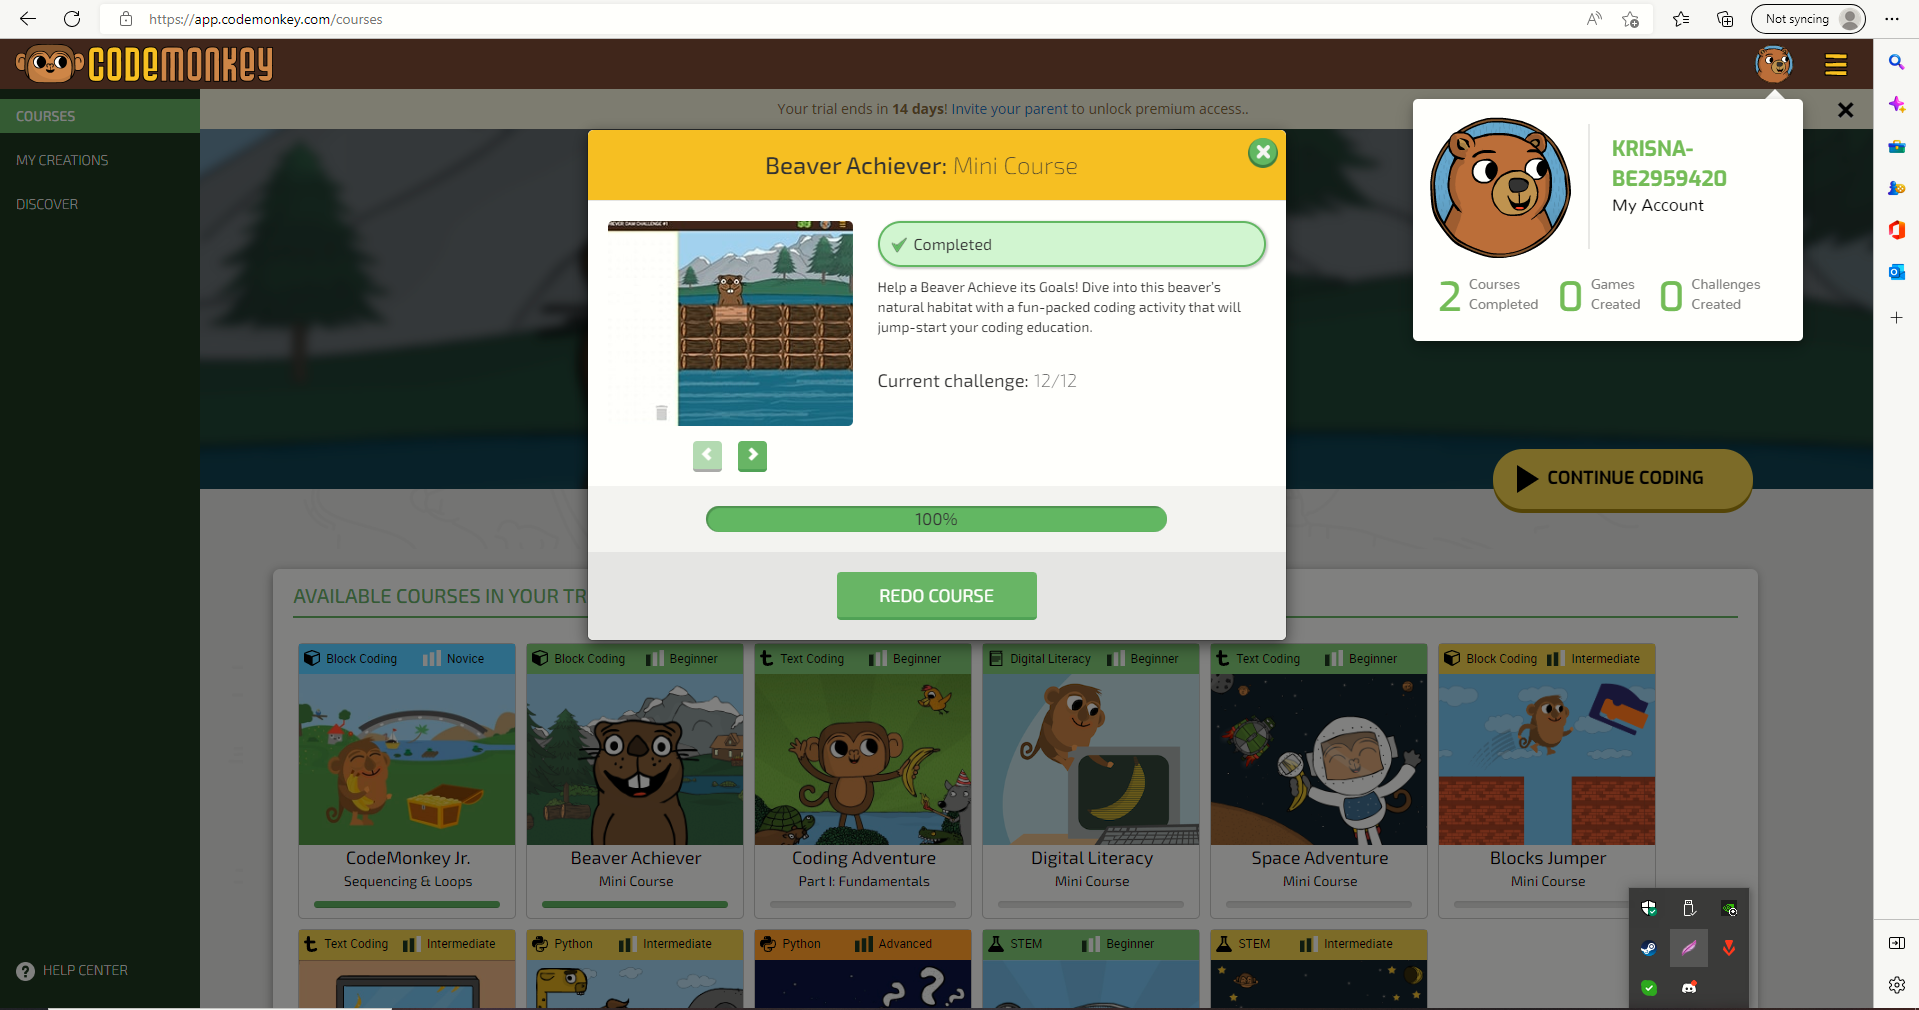 https://app.codemonkey.com/courses
Not syncing
CODEMONKEY
COURSES
MY CREATIONS
DISCOVER
HELP CENTER
Your trial ends in 14 days! Invite your parent to unlock premium access..
KRISNA-
BE2959420
My Account
2 Courses Completed
0 Games Created
0 Challenges Created
Beaver Achiever: Mini Course
Completed
Help a Beaver Achieve its Goals! Dive into this beaver's
natural habitat with a fun-packed coding activity that will
jump-start your coding education.
Current challenge: 12/12
100%
REDO COURSE
CONTINUE CODING
AVAILABLE COURSES IN YOUR TR
Block Coding Novice
CodeMonkey Jr.
Sequencing & Loops
Block Coding Beginner
Beaver Achiever
Mini Course
Text Coding Beginner
Coding Adventure
Part I: Fundamentals
Digital Literacy Beginner
Digital Literacy
Mini Course
Text Coding Beginner
Space Adventure
Mini Course
Block Coding Intermediate
Blocks Jumper
Mini Course
Text Coding Intermediate
Python Intermediate
Python Advanced
STEM Beginner
STEM Intermediate